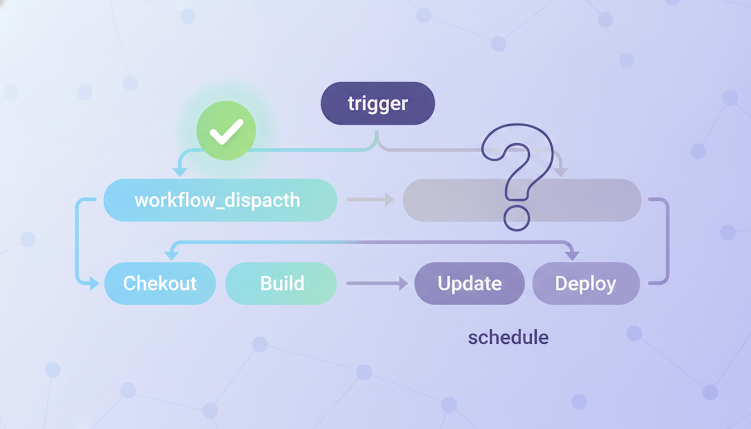 trigger
workflow_dispacth
?
Chekout Build Update Deploy
schedule